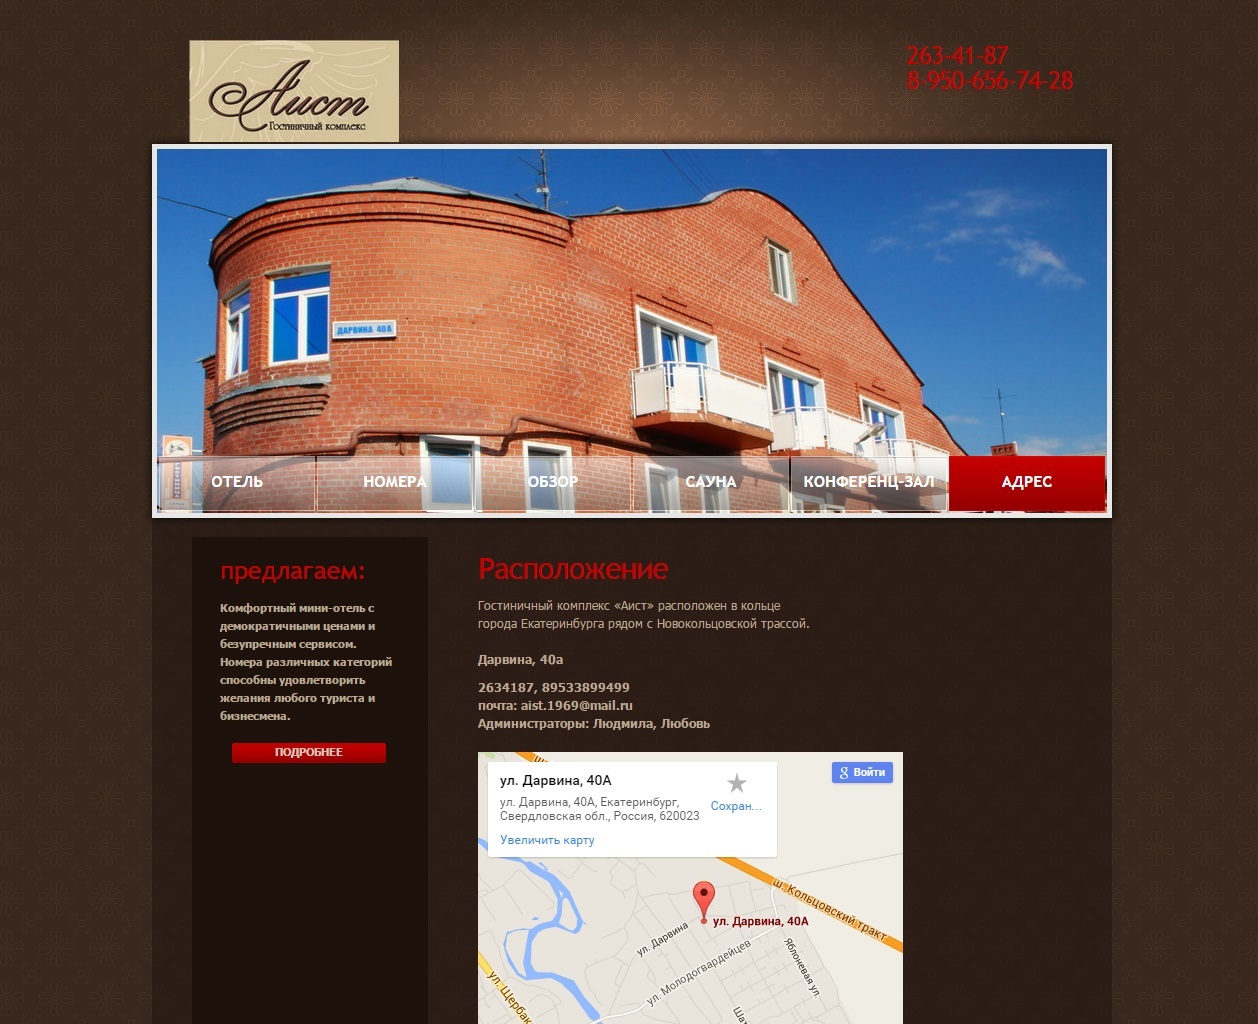 Аист
Гостиничный комплекс
263-41-87
8-950-656-74-28
ДАРВИНА 40А
ОТЕЛЬ
НОМЕРА
ОБЗОР
САУНА
КОНФЕРЕНЦ-ЗАЛ
АДРЕС
предлагаем:
Комфортный мини-отель с
демократичными ценами и
безупречным сервисом.
Номера различных категорий
способны удовлетворить
желания любого туриста и
бизнесмена.
ПОДРОБНЕЕ
Расположение
Гостиничный комплекс «Аист» расположен в кольце
города Екатеринбурга рядом с Новокольцовской трассой.
Дарвина, 40а
2634187, 89533899499
почта: aist.1969@mail.ru
Администраторы: Людмила, Любовь
ул. Дарвина, 40А
ул. Дарвина, 40А, Екатеринбург,
Свердловская обл., Россия, 620023
Увеличить карту
Сохран...
Войти
ш. Кольцовский тракт
ул. Дарвина, 40А
ул. Дарвина
ул. Молодогвардейцев
Яблоневая ул.
ул. Щербак
Шат